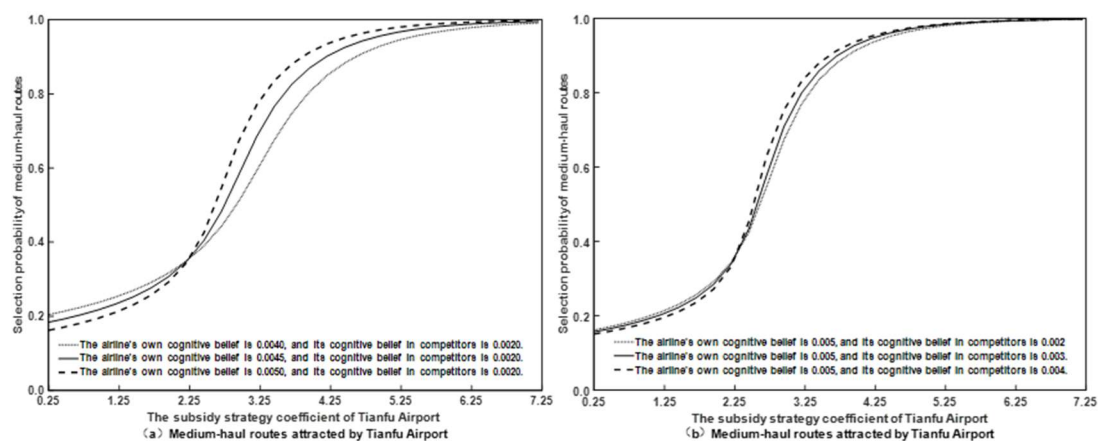 1.0
0.8
0.6
0.4
0.2
0.0
Selection probability of medium-haul routes
The airline's own cognitive belief is 0.0040, and its cognitive belief in competitors is 0.0020.
The airline's own cognitive belief is 0.0045, and its cognitive belief in competitors is 0.0020.
The airline's own cognitive belief is 0.0050, and its cognitive belief in competitors is 0.0020.
0.25 1.25 2.25 3.25 4.25 5.25 6.25 7.25
The subsidy strategy coefficient of Tianfu Airport
(a) Medium-haul routes attracted by Tianfu Airport
1.0
0.8
0.6
0.4
0.2
0.0
Selection probability of medium-haul routes
The airline's own cognitive belief is 0.005, and its cognitive belief in competitors is 0.002
The airline's own cognitive belief is 0.005, and its cognitive belief in competitors is 0.003.
The airline's own cognitive belief is 0.005, and its cognitive belief in competitors is 0.004.
0.25 1.25 2.25 3.25 4.25 5.25 6.25 7.25
The subsidy strategy coefficient of Tianfu Airport
(b) Medium-haul routes attracted by Tianfu Airport